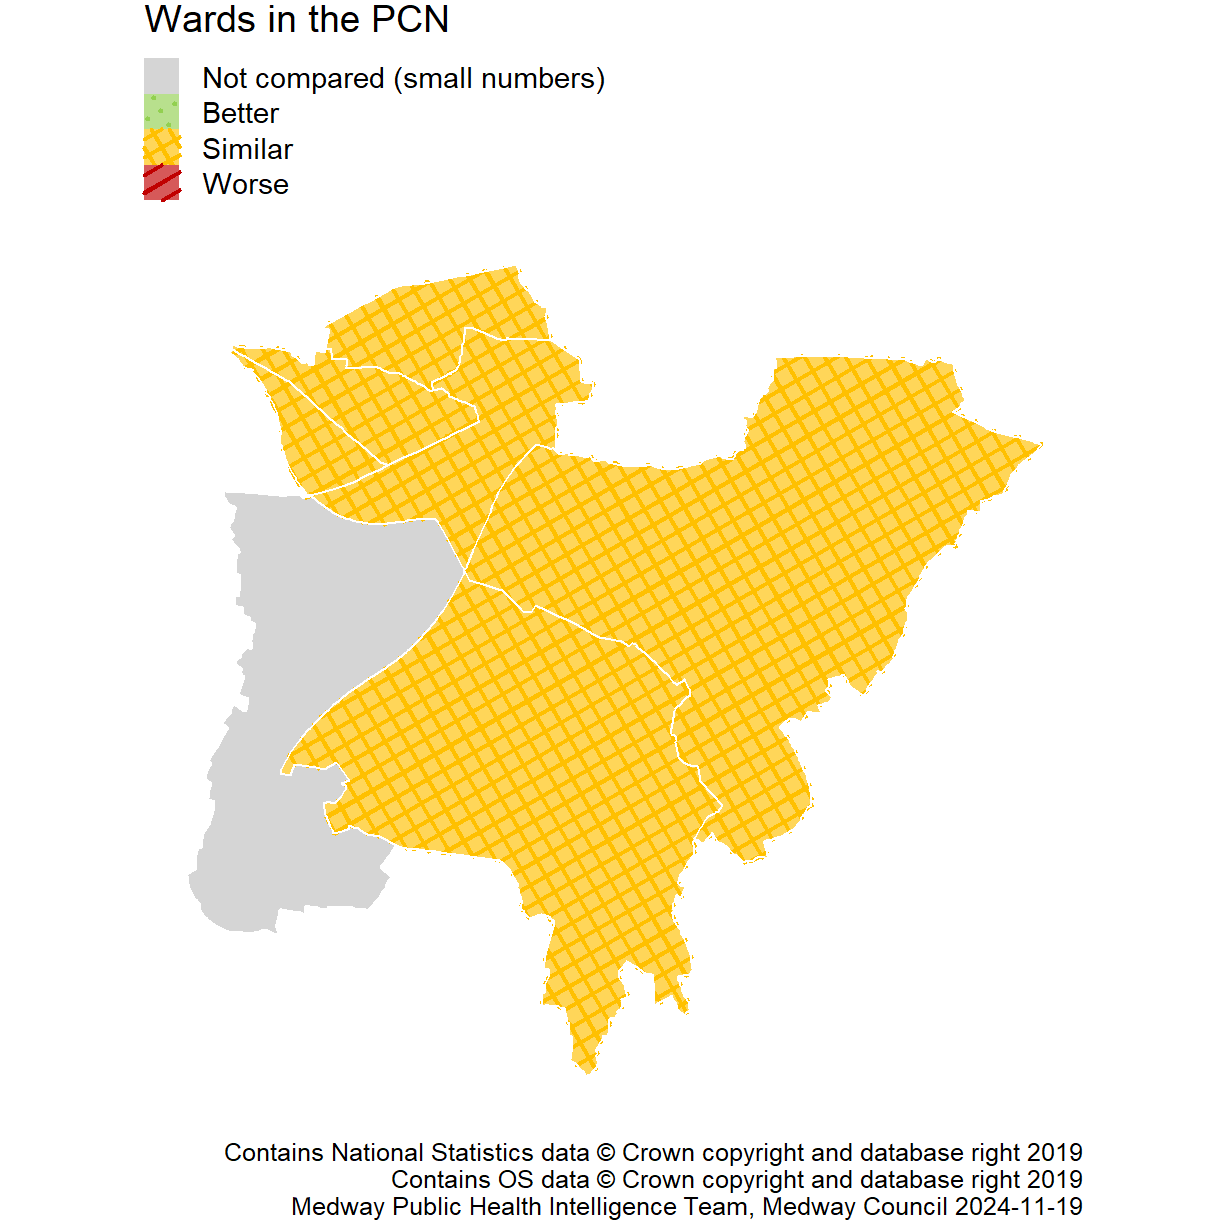 Wards in the PCN
Not compared (small numbers)
Better
Similar
Worse
Contains National Statistics data © Crown copyright and database right 2019
Contains OS data © Crown copyright and database right 2019
Medway Public Health Intelligence Team, Medway Council 2024-11-19